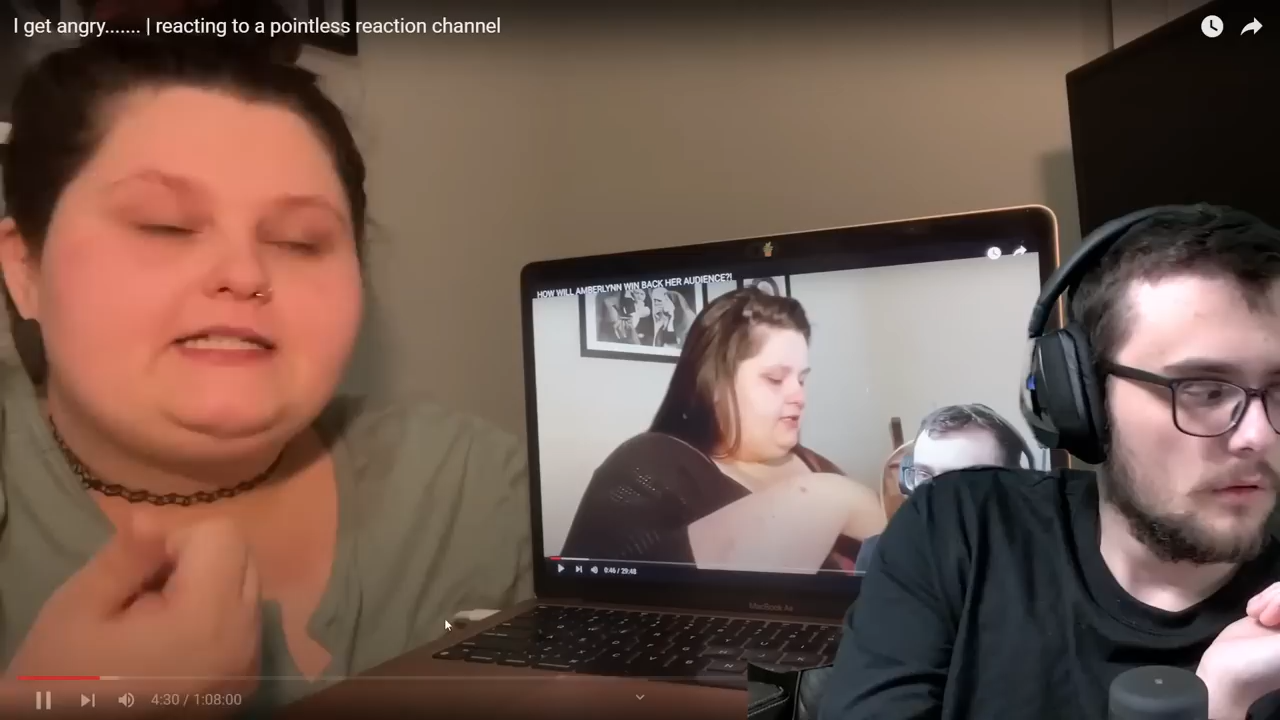 I get angry....... | reacting to a pointless reaction channel
HOW WILL AMBERLYNN WIN BACK HER AUDIENCE?!
0:46 / 29:48
MacBook Air
4:30 / 1:08:00